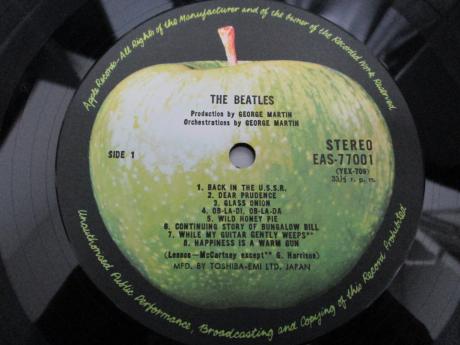 Apple Records-All Rights of the Manufacturer and of the Owner of the Recorded Work Reserved.
THE BEATLES
Production by GEORGE MARTIN
Orchestrations by GEORGE MARTIN
SIDE 1
STEREO
EAS-77001
(YEX-709)
33⅓ r. p. m.
1. BACK IN THE U.S.S.R.
2. DEAR PRUDENCE
3. GLASS ONION
4. OB-LA-DI, OB-LA-DA
5. WILD HONEY PIE
6. CONTINUING STORY OF BUNGALOW BILL
7. WHILE MY GUITAR GENTLY WEEPS**
8. HAPPINESS IS A WARM GUN
(Lennon-McCartney except** G. Harrison)
MFD. BY TOSHIBA-EMI LTD. JAPAN
Unauthorised Public Performance, Broadcasting and Copying of this Record Prohibited